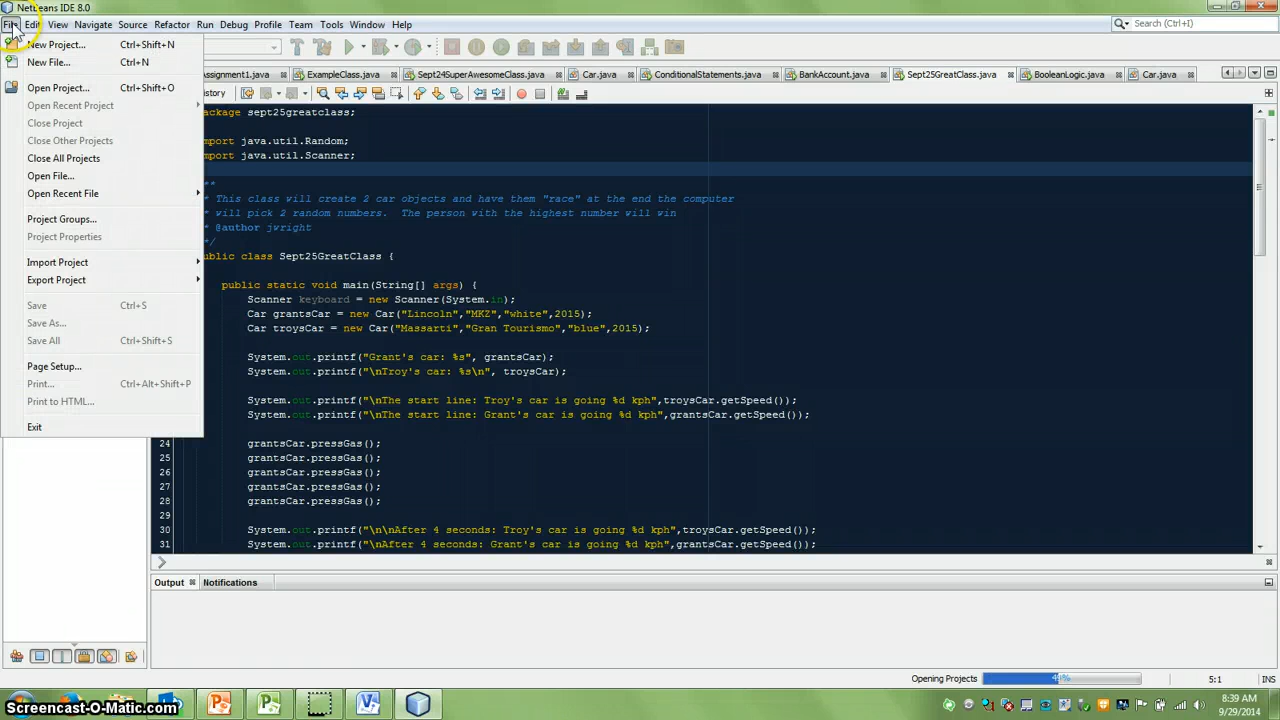 NetBeans IDE 8.0
File Edit View Navigate Source Refactor Run Debug Profile Team Tools Window Help
Search (Ctrl+I)
New Project... Ctrl+Shift+N
New File... Ctrl+N
Open Project... Ctrl+Shift+O
Open Recent Project
Close Project
Close Other Projects
Close All Projects
Open File...
Open Recent File
Project Groups...
Project Properties
Import Project
Export Project
Save Ctrl+S
Save As...
Save All Ctrl+Shift+S
Page Setup...
Print... Ctrl+Alt+Shift+P
Print to HTML...
Exit
ssignment1.java ExampleClass.java Sept24SuperAwesomeClass.java Car.java ConditionalStatements.java BankAccount.java Sept25GreatClass.java BooleanLogic.java Car.java
istory
ackage sept25greatclass;
mport java.util.Random;
mport java.util.Scanner;
**
* This class will create 2 car objects and have them "race" at the end the computer
* will pick 2 random numbers.  The person with the highest number will win
* @author jwright
*/
ublic class Sept25GreatClass {
public static void main(String[] args) {
Scanner keyboard = new Scanner(System.in);
Car grantsCar = new Car("Lincoln","MKZ","white",2015);
Car troysCar = new Car("Massarti","Gran Tourismo","blue",2015);
System.out.printf("Grant's car: %s", grantsCar);
System.out.printf("\nTroy's car: %s\n", troysCar);
System.out.printf("\nThe start line: Troy's car is going %d kph",troysCar.getSpeed());
System.out.printf("\nThe start line: Grant's car is going %d kph",grantsCar.getSpeed());
24 grantsCar.pressGas();
25 grantsCar.pressGas();
26 grantsCar.pressGas();
27 grantsCar.pressGas();
28 grantsCar.pressGas();
29
30 System.out.printf("\n\nAfter 4 seconds: Troy's car is going %d kph",troysCar.getSpeed());
31 System.out.printf("\nAfter 4 seconds: Grant's car is going %d kph",grantsCar.getSpeed());
Output Notifications
Opening Projects 5:1 INS
8:39 AM
9/29/2014
Screencast-O-Matic.com